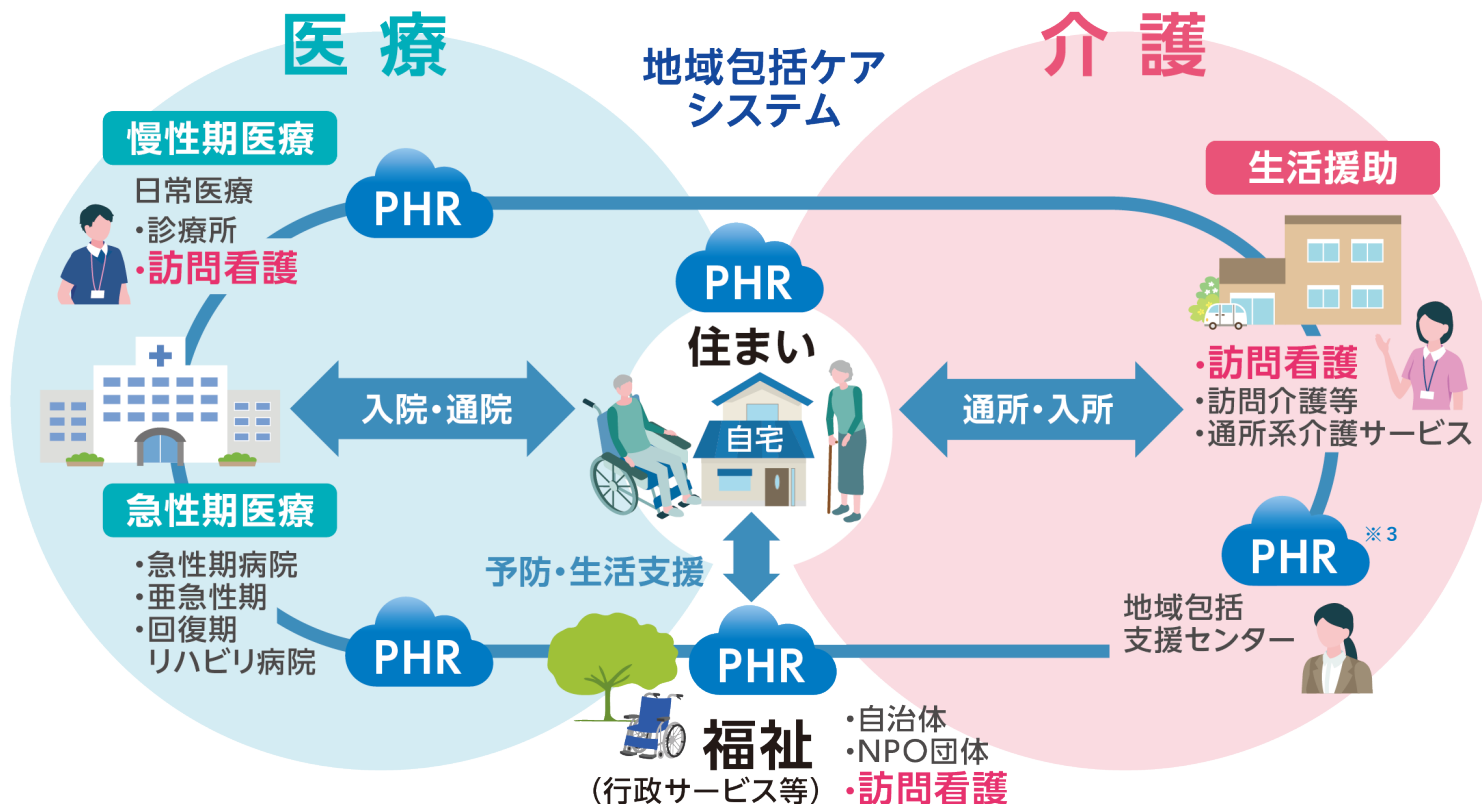 医療
地域包括ケア
システム
介護
慢性期医療
日常医療
・診療所
・訪問看護
PHR
PHR
生活援助
・訪問看護
・訪問介護等
・通所系介護サービス
住まい
自宅
入院・通院
通所・入所
急性期医療
・急性期病院
・亜急性期
・回復期
リハビリ病院
予防・生活支援
PHR
PHR
PHR
※3
地域包括
支援センター
福祉
(行政サービス等)
・自治体
・NPO団体
・訪問看護